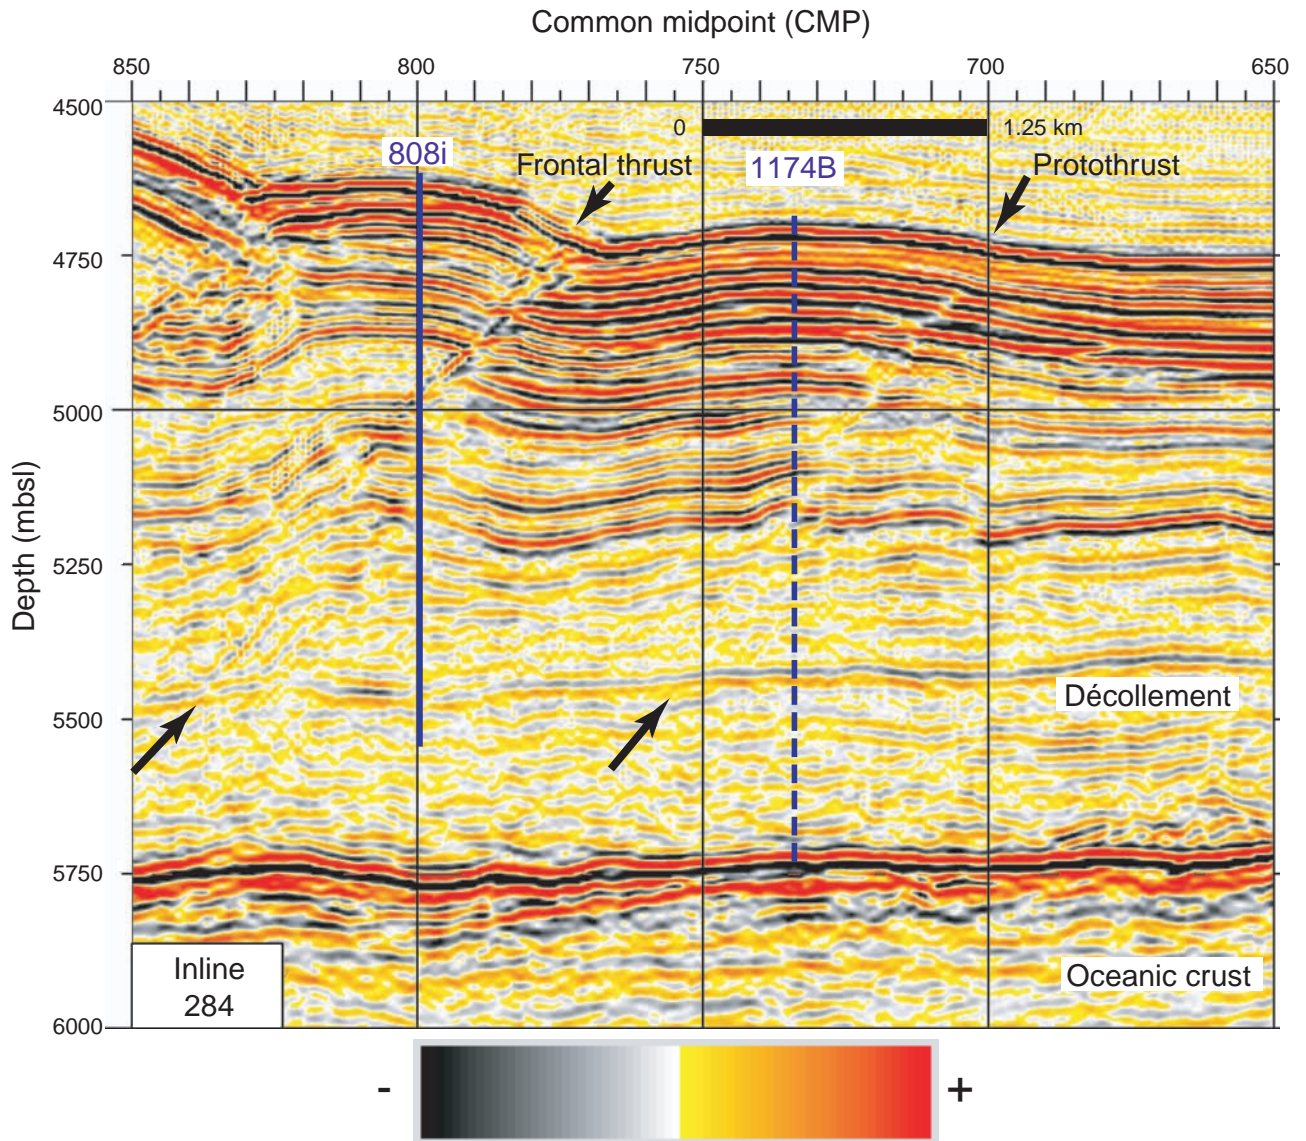 Common midpoint (CMP)
850 800 750 700 650
4500
0 1.25 km
808i
Frontal thrust
1174B
Protothrust
4750
5000
Depth (mbsl)
5250
5500
Décollement
5750
Inline
284
Oceanic crust
6000
- +